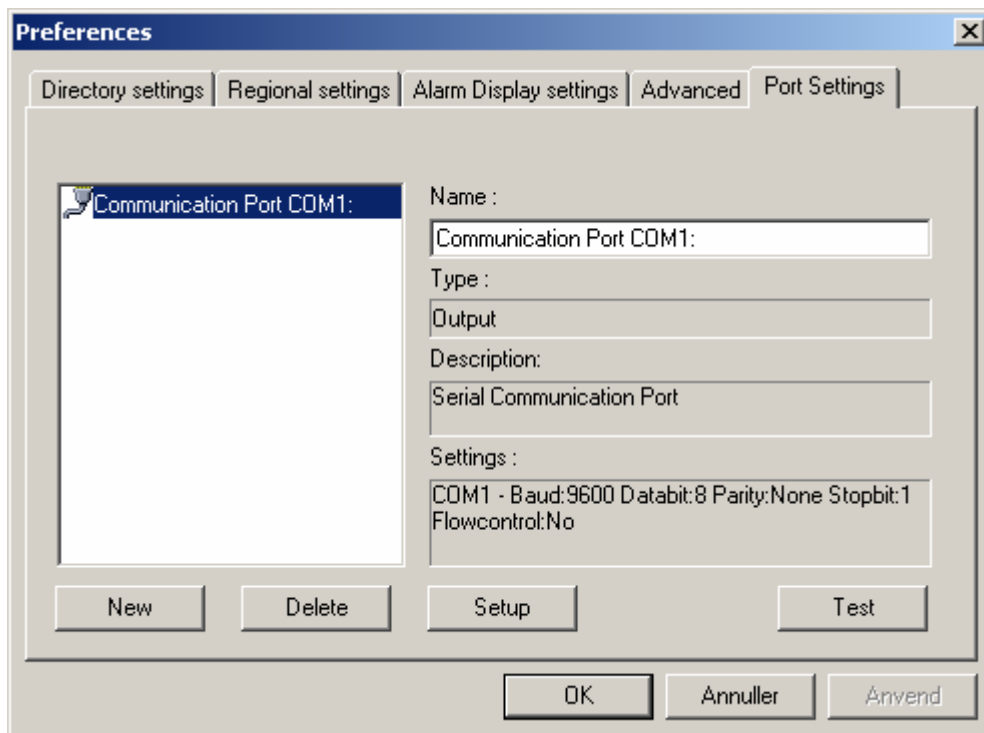 Preferences
Directory settings Regional settings Alarm Display settings Advanced Port Settings
Communication Port COM1:
Name :
Communication Port COM1:
Type :
Output
Description:
Serial Communication Port
Settings :
COM1 - Baud:9600 Databit:8 Parity:None Stopbit:1
Flowcontrol:No
New Delete Setup Test
OK Annuller Anvend